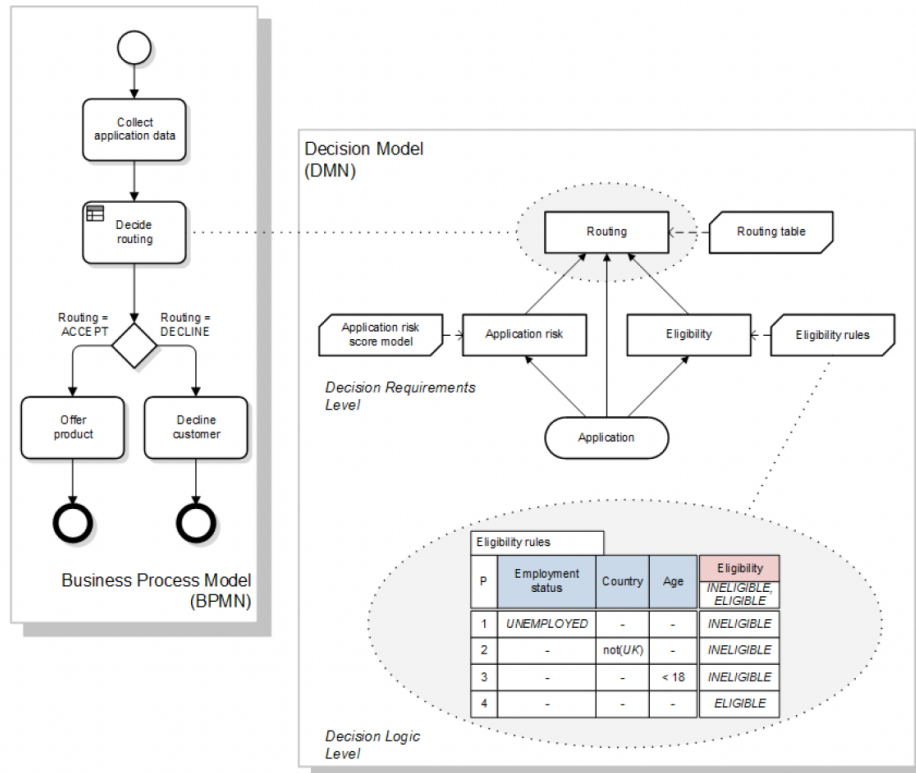 Collect
application data
Decide
routing
Routing =
ACCEPT
Routing =
DECLINE
Offer
product
Decline
customer
Business Process Model
(BPMN)
Decision Model
(DMN)
Routing
Routing table
Application risk
score model
Application risk
Eligibility
Eligibility rules
Decision Requirements
Level
Application
Eligibility rules
P Employment status Country Age Eligibility
INELIGIBLE,
ELIGIBLE
1 UNEMPLOYED - - INELIGIBLE
2 - not(UK) - INELIGIBLE
3 - - < 18 INELIGIBLE
4 - - - ELIGIBLE
Decision Logic
Level